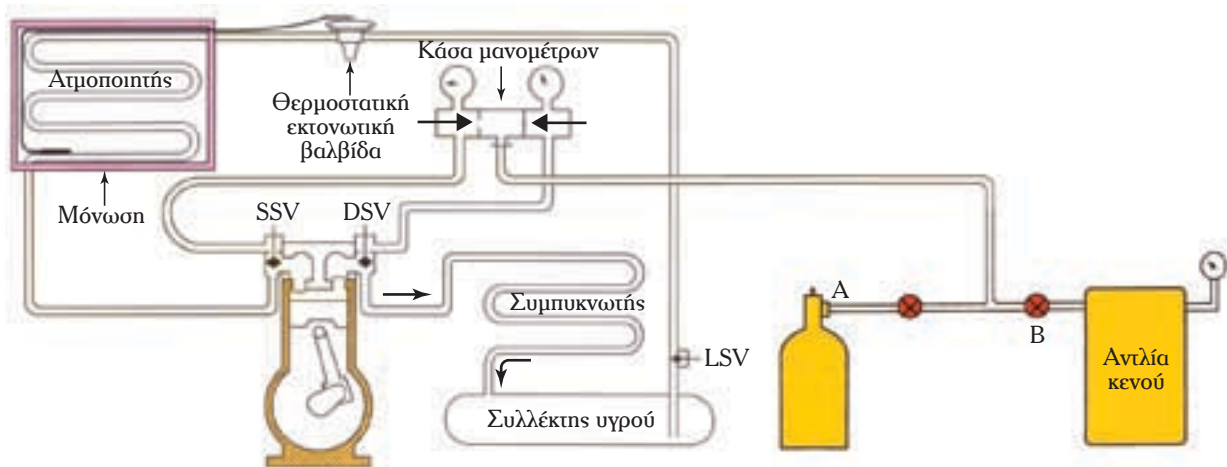 Κάσα μανομέτρων
Ατμοποιητής
Θερμοστατική
εκτονωτική
βαλβίδα
Μόνωση
SSV
DSV
Συμπυκνωτής
A
B
LSV
Αντλία
κενού
Συλλέκτης υγρού